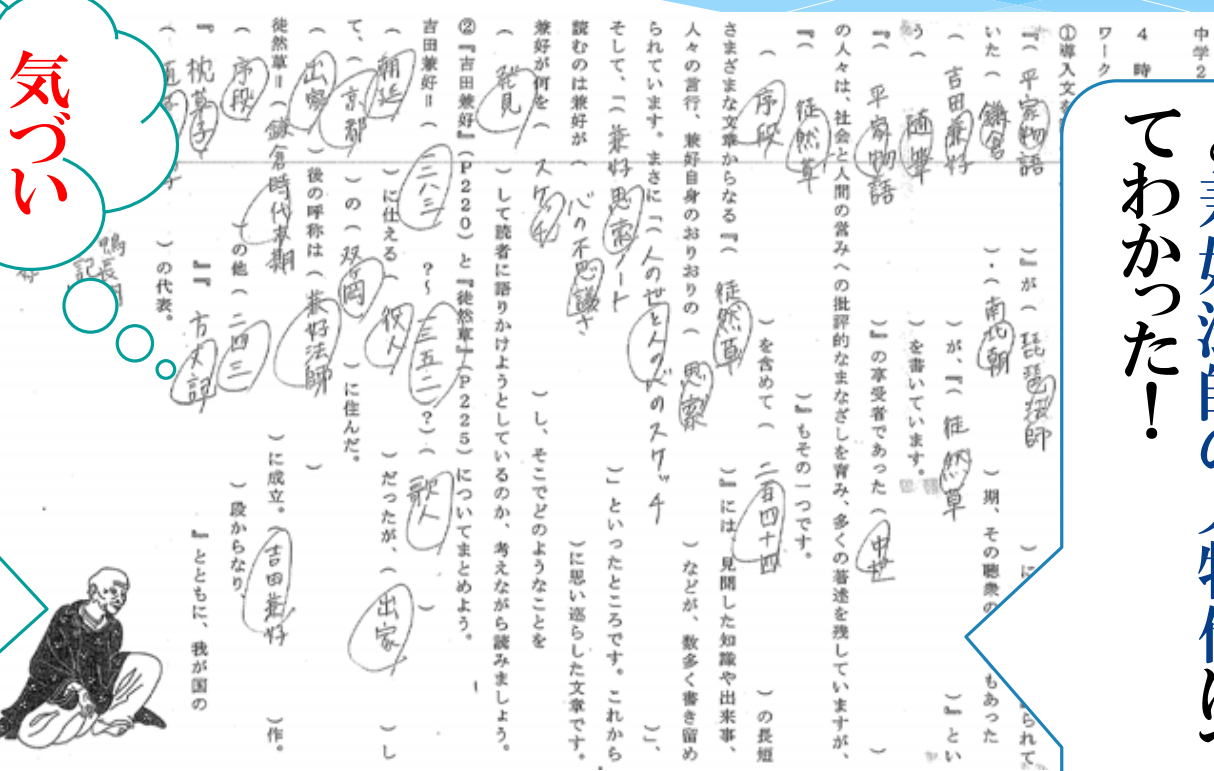 てわかった！
中学２
４時
ワーク
①導入文を
『（平家物語　）』が（琵琶法師　）に　られて
いた（鎌倉　）・（南北朝　）期、その聴衆の　もあった
（吉田兼好　）が、『（徒然草　）』とい
う（随筆　）を書いています。
『（平家物語　）』の享受者であった（中世　）
の人々は、社会と人間の営みへの批評的なまなざしを育み、多くの著述を残していますが、
『（徒然草　）』もその一つです。
（序段　）を含めて（二百四十四　）の長短
さまざまな文章からなる『（徒然草　）』には、見聞した知識や出来事、
人々の言行、兼好自身のおりおりの（思索　）などが、数多く書き留め
られています。まさに「（人の世と人の心のスケッチ　）」、
そして、「（兼好思索ノート　）」といったところです。これから
読むのは兼好が（心の不思議さ　）に思い巡らした文章です。
兼好が何を（スケッチ　）し、そこでどのようなことを
（発見　）して読者に語りかけようとしているのか、考えながら読みましょう。
②『吉田兼好』（P２２０）と『徒然草』（P２２５）についてまとめよう。
吉田兼好＝（一二八三　？～　一三五二　？）（歌人　）
（朝廷　）に仕える（役人　）だったが、（出家　）し
て、（京都　）の（双ヶ岡　）に住んだ。
（出家　）後の呼称は（兼好法師　）
徒然草＝（鎌倉時代末期　）に成立。（吉田兼好　）作。
（序段　）の他（二四三　）段からなり、
『枕草子　』『方丈記　』とともに、我が国の
（　）の代表。
鴨長明
気づい